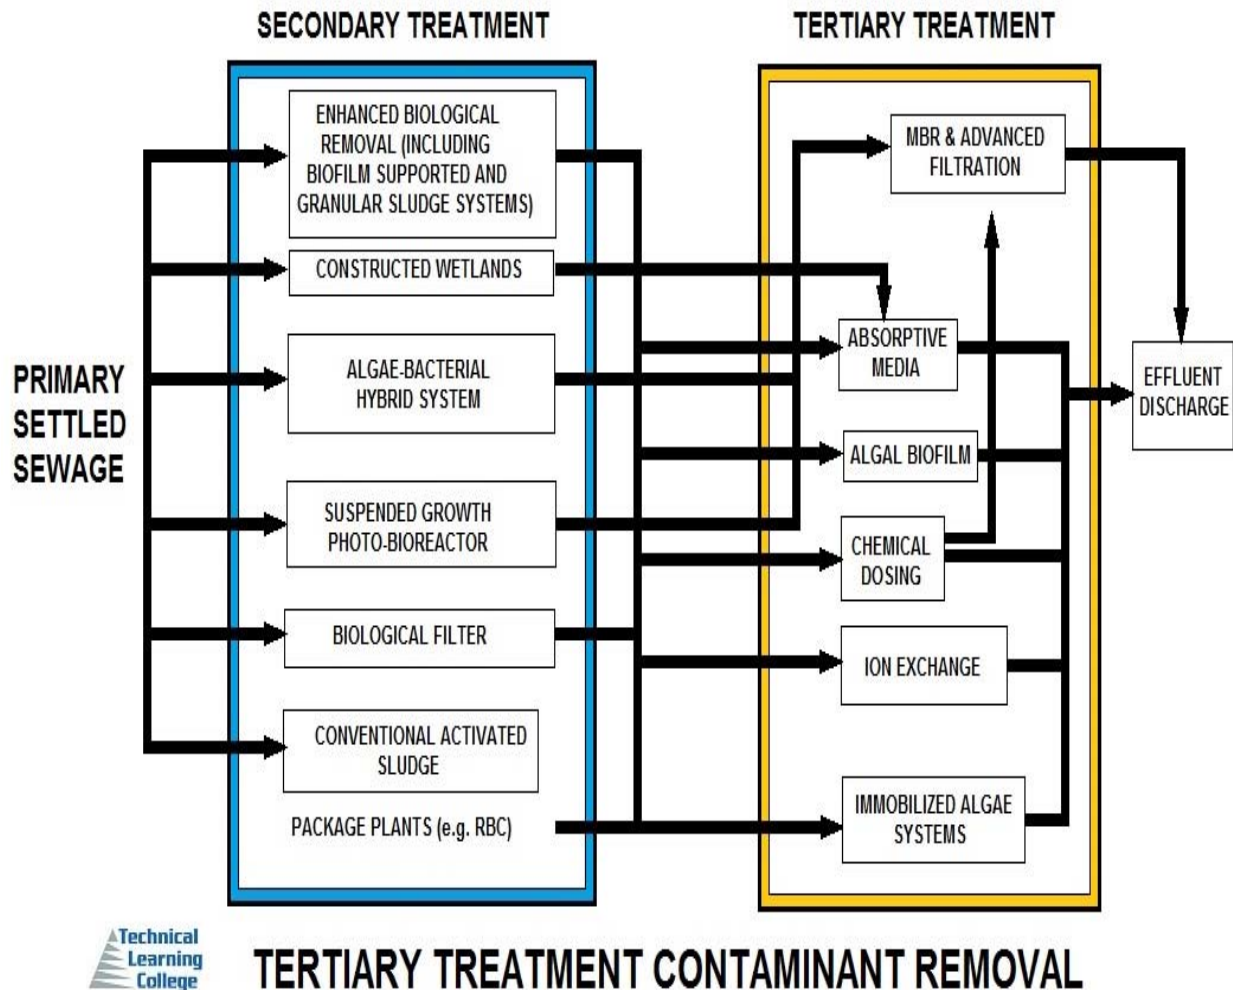 SECONDARY TREATMENT
TERTIARY TREATMENT
PRIMARY
SETTLED
SEWAGE
ENHANCED BIOLOGICAL
REMOVAL (INCLUDING
BIOFILM SUPPORTED AND
GRANULAR SLUDGE SYSTEMS)
CONSTRUCTED WETLANDS
ALGAE-BACTERIAL
HYBRID SYSTEM
SUSPENDED GROWTH
PHOTO-BIOREACTOR
BIOLOGICAL FILTER
CONVENTIONAL ACTIVATED
SLUDGE
PACKAGE PLANTS (e.g. RBC)
MBR & ADVANCED
FILTRATION
ABSORPTIVE
MEDIA
ALGAL BIOFILM
CHEMICAL
DOSING
ION EXCHANGE
IMMOBILIZED ALGAE
SYSTEMS
EFFLUENT
DISCHARGE
Technical
Learning
College
TERTIARY TREATMENT CONTAMINANT REMOVAL